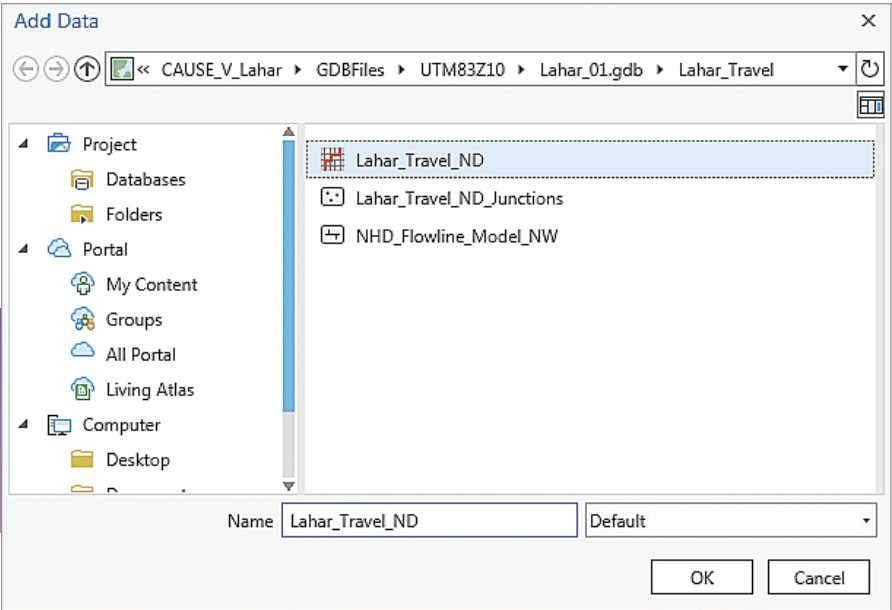 Add Data
« CAUSE_V_Lahar ▸ GDBFiles ▸ UTM83Z10 ▸ Lahar_01.gdb ▸ Lahar_Travel
Project
Databases
Folders
Portal
My Content
Groups
All Portal
Living Atlas
Computer
Desktop
Lahar_Travel_ND
Lahar_Travel_ND_Junctions
NHD_Flowline_Model_NW
Name Lahar_Travel_ND Default
OK Cancel